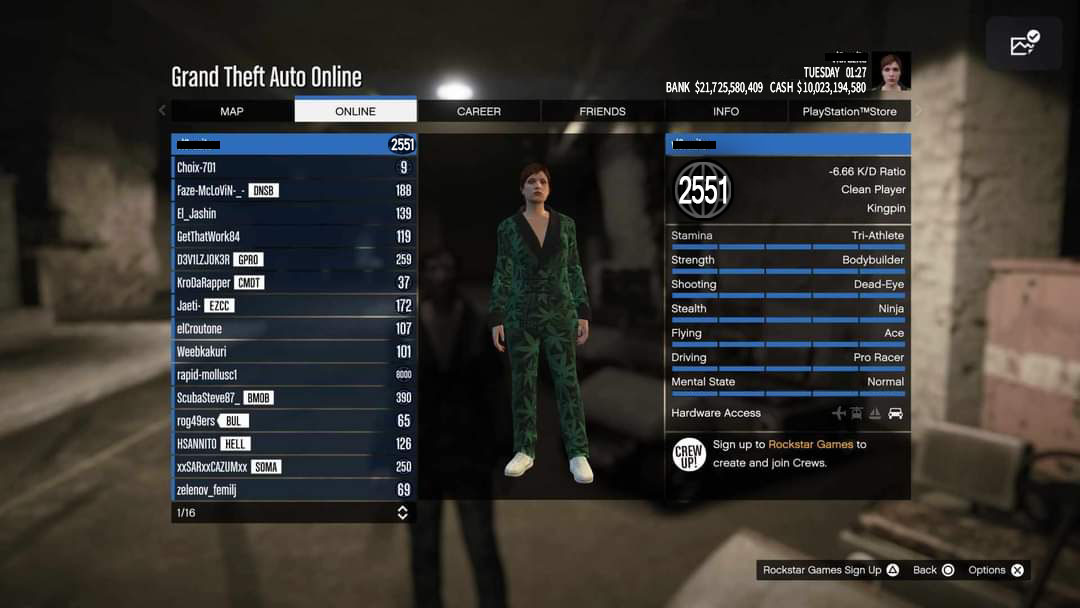 Grand Theft Auto Online
TUESDAY 01:27
BANK $21,725,580,409 CASH $10,023,194,580
MAP
ONLINE
CAREER
FRIENDS
INFO
PlayStation™Store
2551
Choix-701 9
Faze-McLoViN-_- DNSB 188
El_Jashin 139
GetThatWork84 119
D3V1LZJ0K3R GPRO 259
KroDaRapper CMDT 37
Jaeti- EZCC 172
elCroutone 107
Weebkakuri 101
rapid-mollusc1 8000
ScubaSteve87_ BMOB 390
rog49ers BUL 65
HSANNITO HELL 126
xxSARxxCAZUMxx SOMA 250
zelenov_femilj 69
1/16
2551
-6.66 K/D Ratio
Clean Player
Kingpin
Stamina Tri-Athlete
Strength Bodybuilder
Shooting Dead-Eye
Stealth Ninja
Flying Ace
Driving Pro Racer
Mental State Normal
Hardware Access
CREW UP!
Sign up to Rockstar Games to
create and join Crews.
Rockstar Games Sign Up Back Options